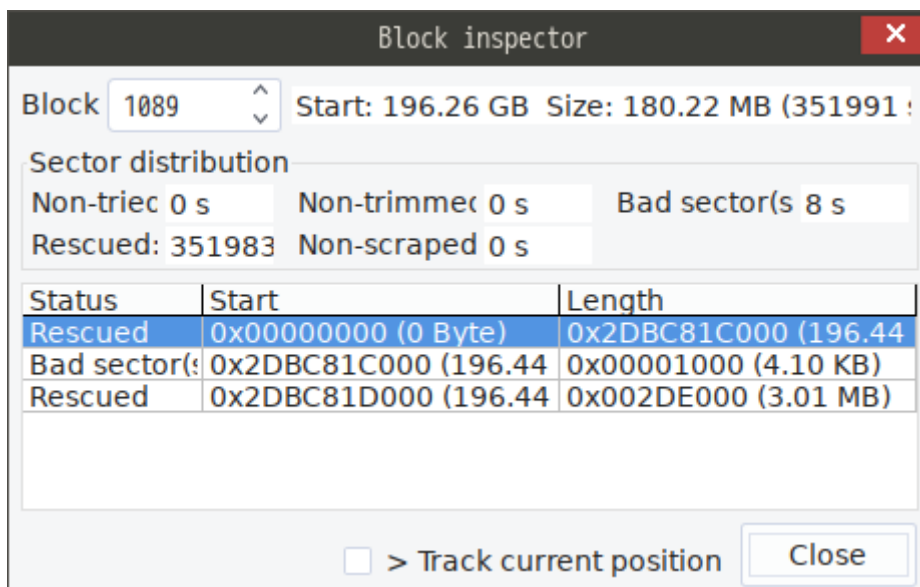 Block inspector
Block 1089 Start: 196.26 GB Size: 180.22 MB (351991
Sector distribution
Non-tried 0 s Non-trimmed 0 s Bad sector(s 8 s
Rescued: 351983 Non-scraped 0 s
Status Start Length
Rescued 0x00000000 (0 Byte) 0x2DBC81C000 (196.44
Bad sector(s 0x2DBC81C000 (196.44 0x00001000 (4.10 KB)
Rescued 0x2DBC81D000 (196.44 0x002DE000 (3.01 MB)
> Track current position Close